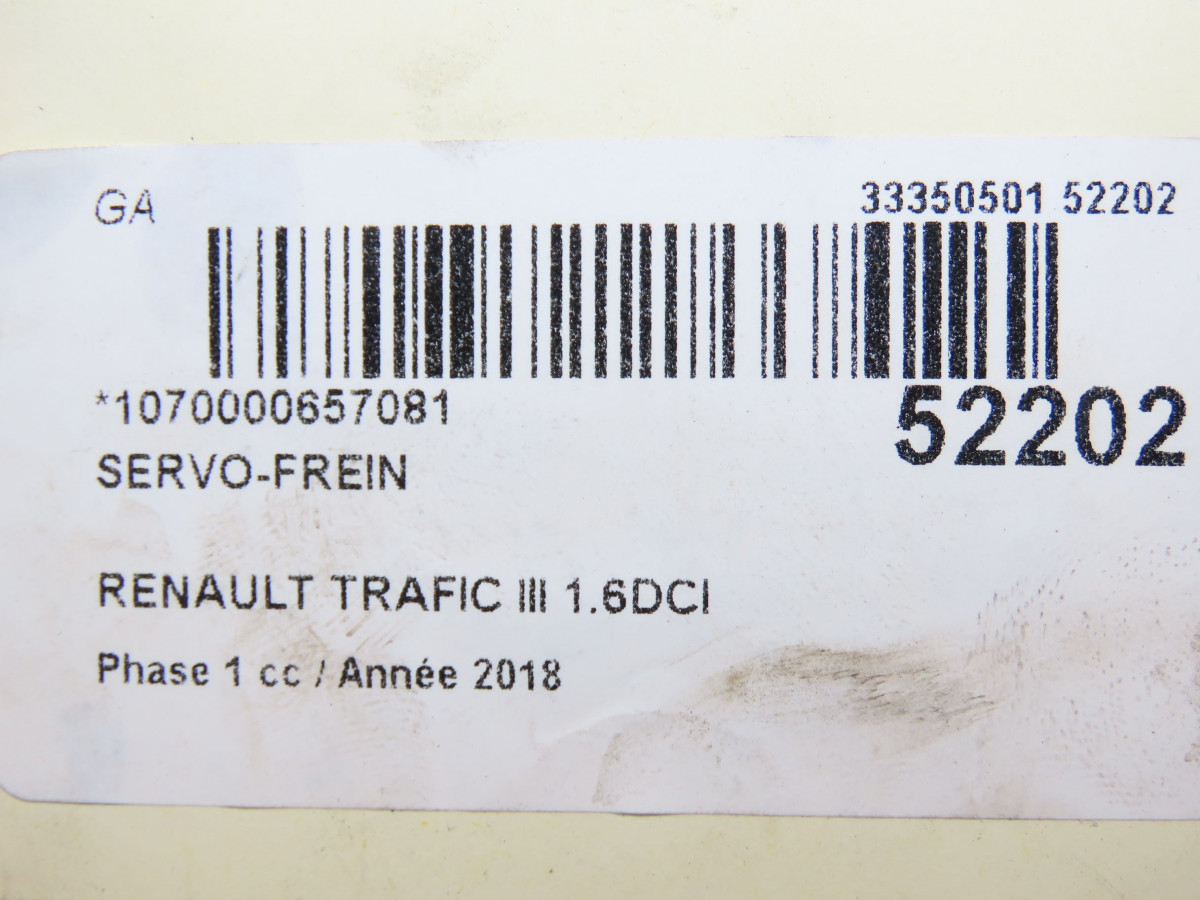 GA
33350501 52202
*1070000657081
52202
SERVO-FREIN
RENAULT TRAFIC III 1.6DCI
Phase 1 cc / Année 2018